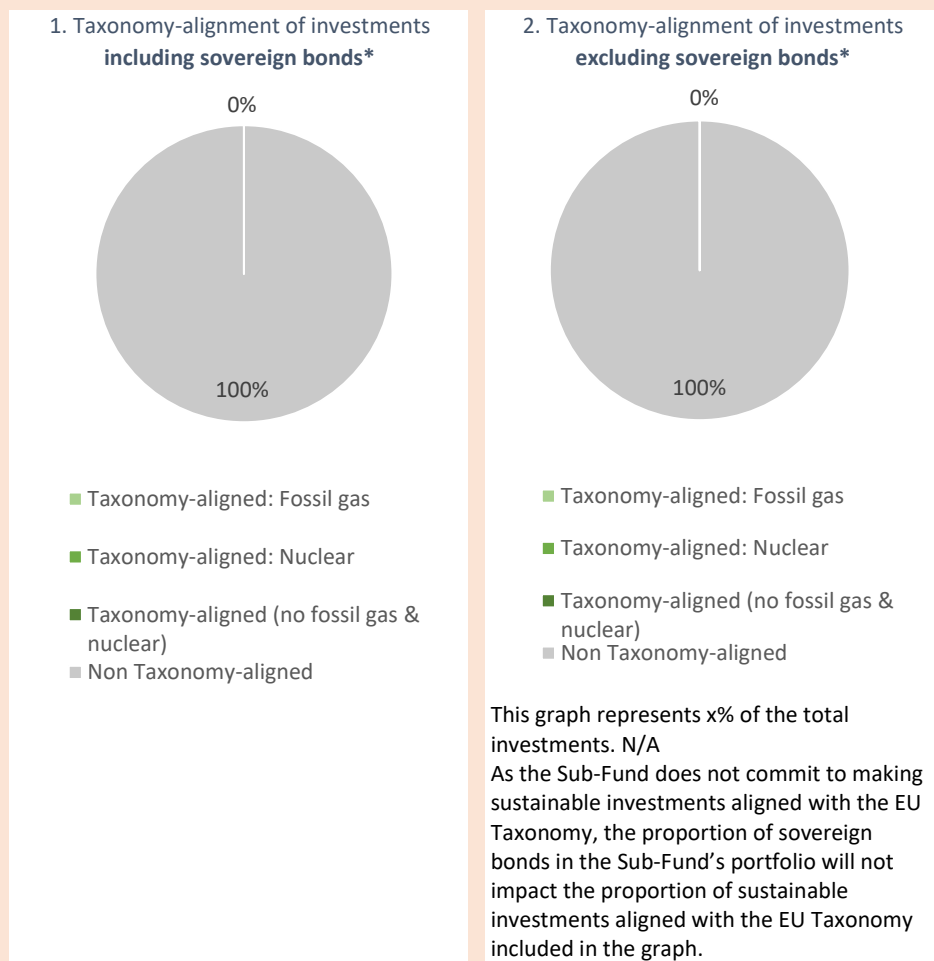 1. Taxonomy-alignment of investments
including sovereign bonds*
0%
100%
Taxonomy-aligned: Fossil gas
Taxonomy-aligned: Nuclear
Taxonomy-aligned (no fossil gas &
nuclear)
Non Taxonomy-aligned
2. Taxonomy-alignment of investments
excluding sovereign bonds*
0%
100%
Taxonomy-aligned: Fossil gas
Taxonomy-aligned: Nuclear
Taxonomy-aligned (no fossil gas &
nuclear)
Non Taxonomy-aligned
This graph represents x% of the total
investments. N/A
As the Sub-Fund does not commit to making
sustainable investments aligned with the EU
Taxonomy, the proportion of sovereign
bonds in the Sub-Fund’s portfolio will not
impact the proportion of sustainable
investments aligned with the EU Taxonomy
included in the graph.